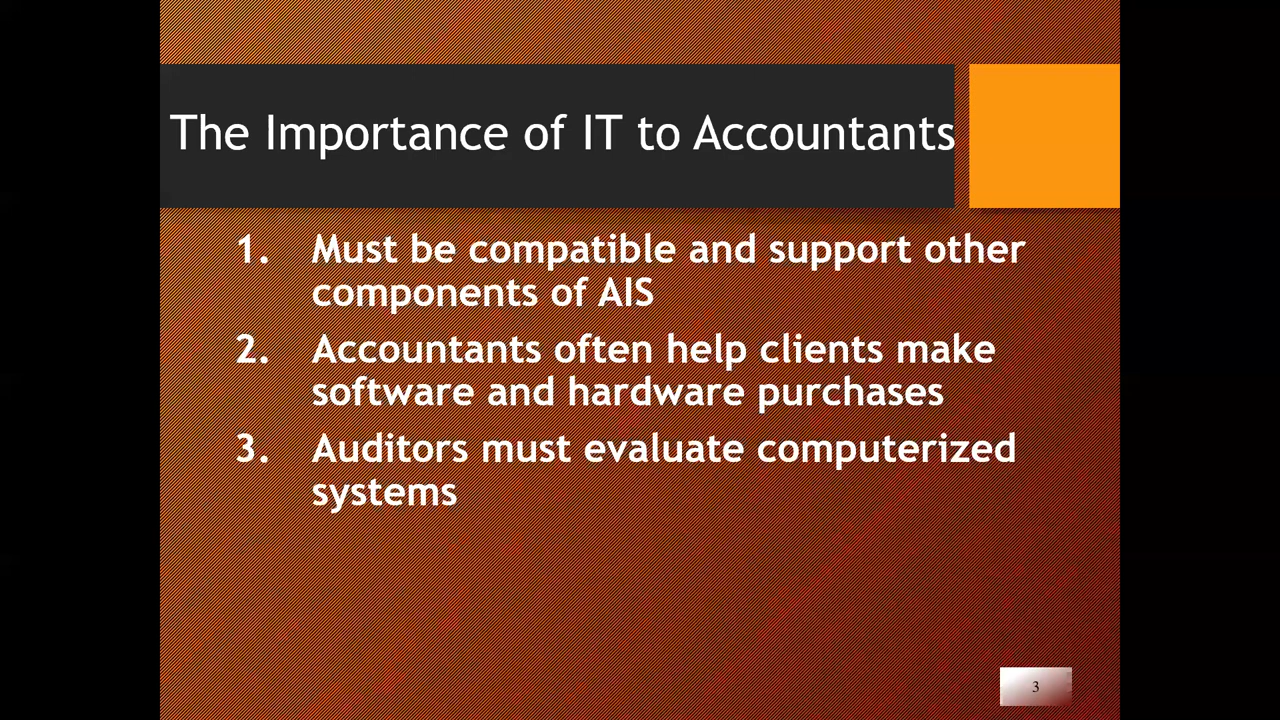 The Importance of IT to Accountants
1. Must be compatible and support other
components of AIS
2. Accountants often help clients make
software and hardware purchases
3. Auditors must evaluate computerized
systems
3